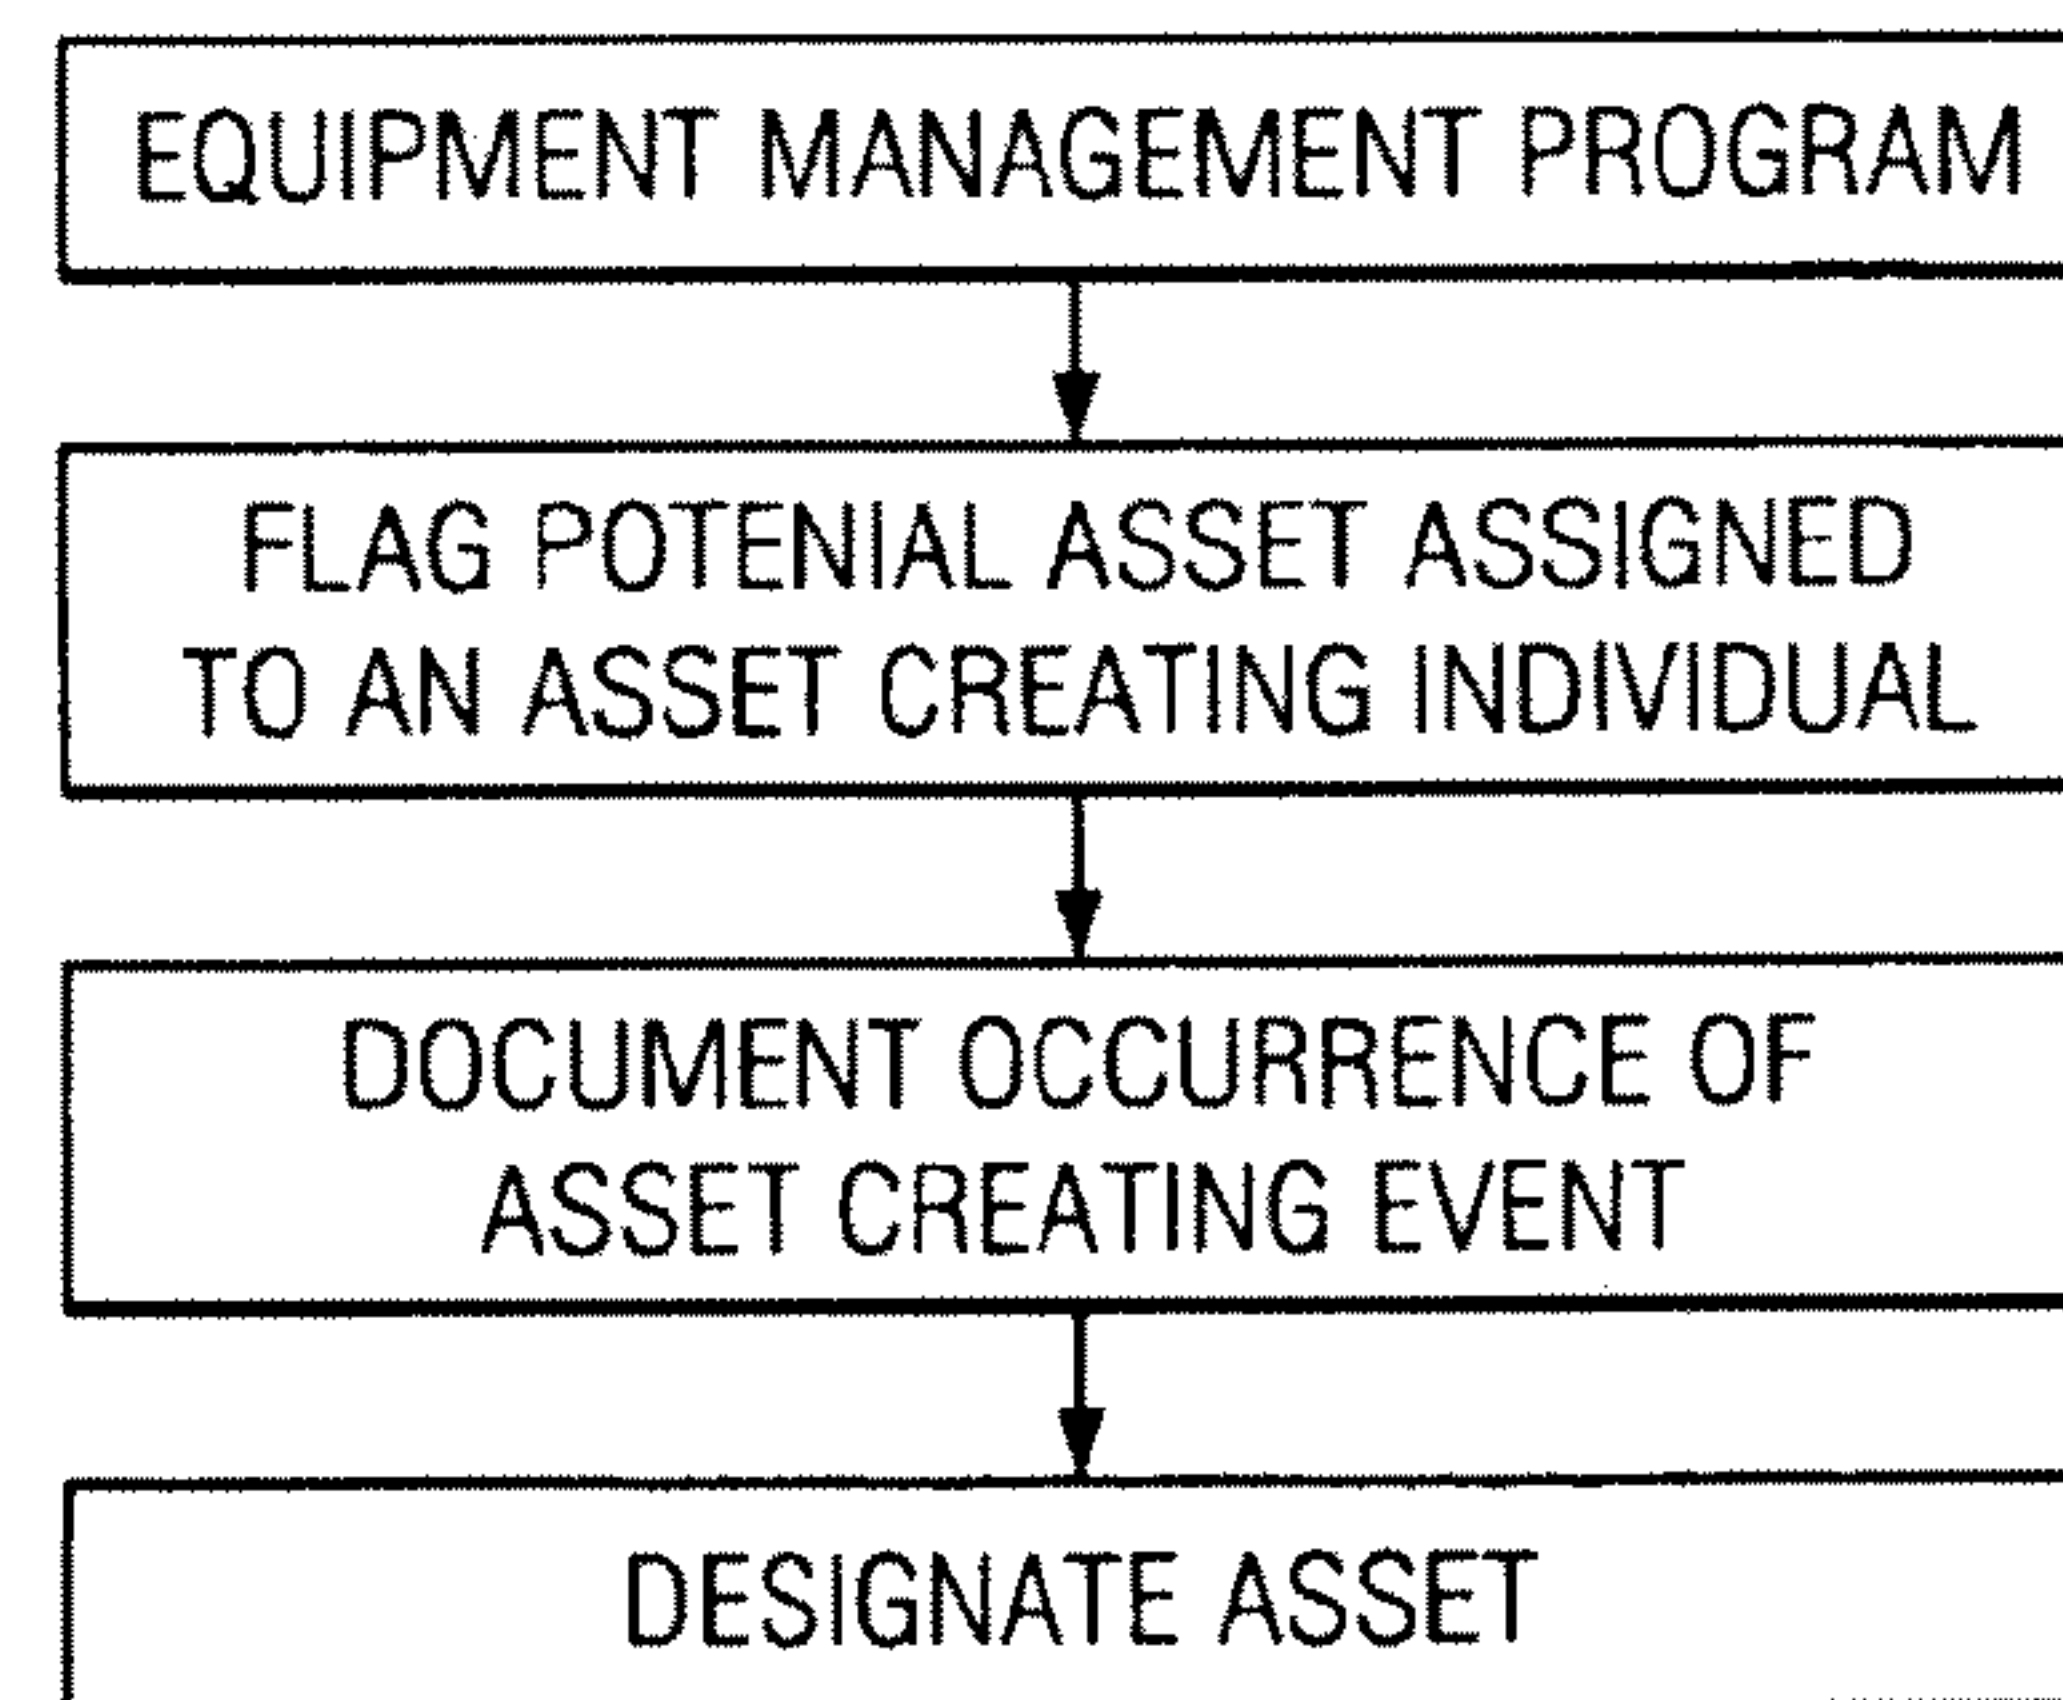 EQUIPMENT MANAGEMENT PROGRAM
FLAG POTENIAL ASSET ASSIGNED
TO AN ASSET CREATING INDIVIDUAL
DOCUMENT OCCURRENCE OF
ASSET CREATING EVENT
DESIGNATE ASSET